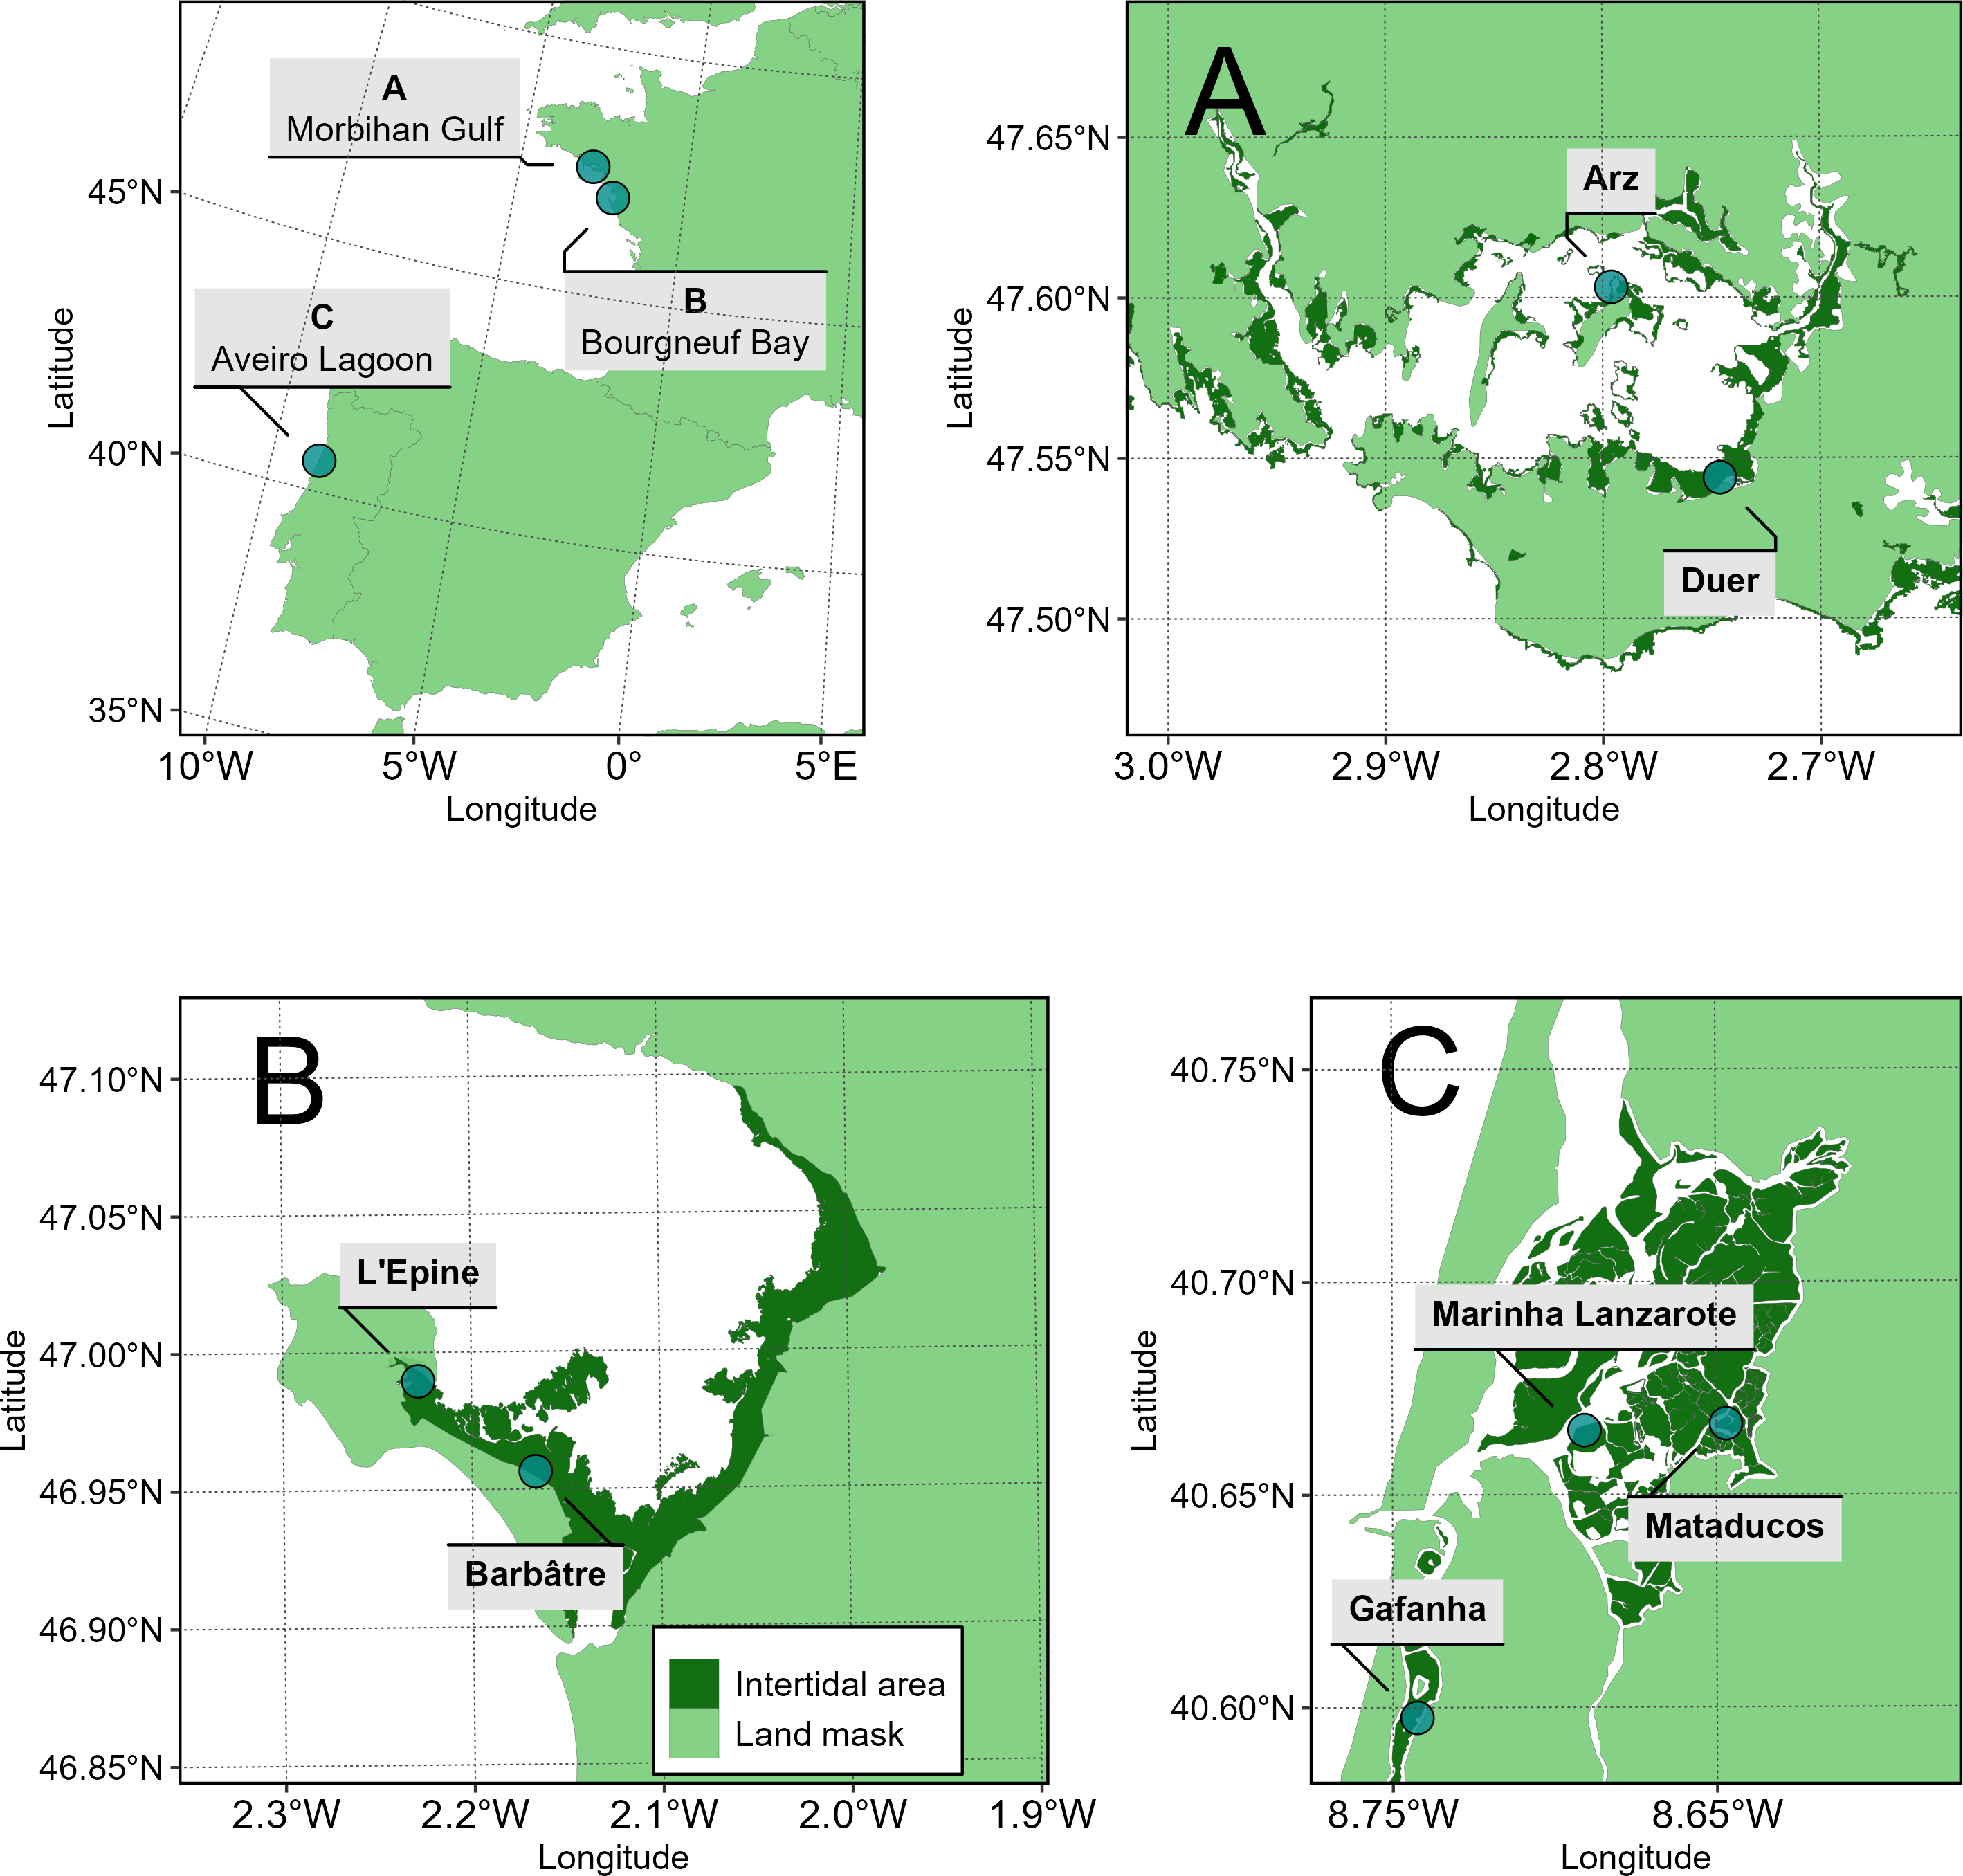 A
Morbihan Gulf
B
Bourgneuf Bay
C
Aveiro Lagoon
45°N
40°N
35°N
10°W
5°W
0°
5°E
Longitude
Latitude
A
Arz
Duer
47.65°N
47.60°N
47.55°N
47.50°N
3.0°W
2.9°W
2.8°W
2.7°W
Longitude
Latitude
B
L'Epine
Barbâtre
Intertidal area
Land mask
47.10°N
47.05°N
47.00°N
46.95°N
46.90°N
46.85°N
2.3°W
2.2°W
2.1°W
2.0°W
1.9°W
Longitude
Latitude
C
Marinha Lanzarote
Mataducos
Gafanha
40.75°N
40.70°N
40.65°N
40.60°N
8.75°W
8.65°W
Longitude
Latitude